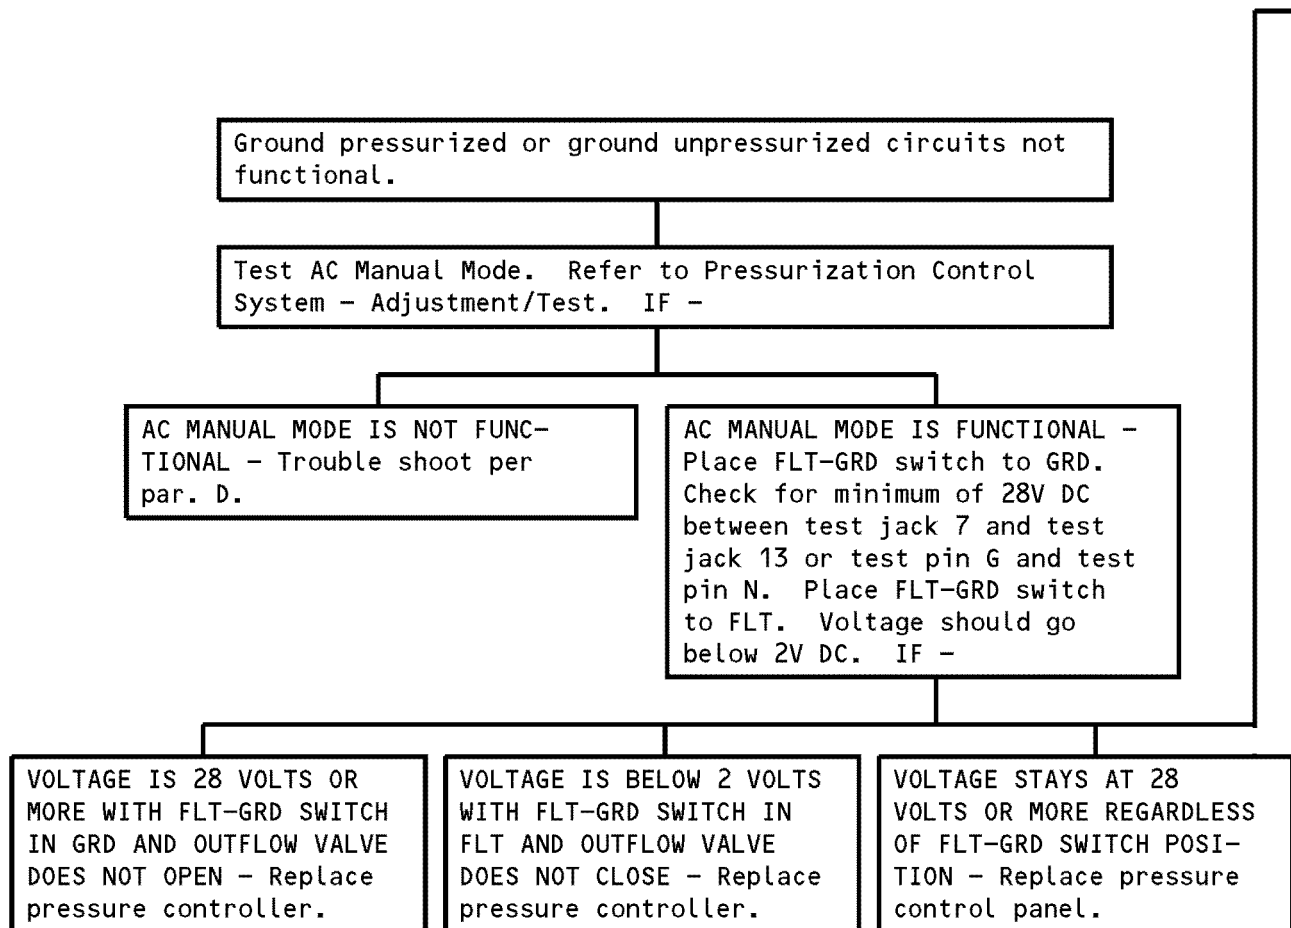 Ground pressurized or ground unpressurized circuits not
functional.
Test AC Manual Mode.  Refer to Pressurization Control
System – Adjustment/Test.  IF –
AC MANUAL MODE IS NOT FUNC–
TIONAL – Trouble shoot per
par. D.
AC MANUAL MODE IS FUNCTIONAL –
Place FLT–GRD switch to GRD.
Check for minimum of 28V DC
between test jack 7 and test
jack 13 or test pin G and test
pin N.  Place FLT–GRD switch
to FLT.  Voltage should go
below 2V DC.  IF –
VOLTAGE IS 28 VOLTS OR
MORE WITH FLT–GRD SWITCH
IN GRD AND OUTFLOW VALVE
DOES NOT OPEN – Replace
pressure controller.
VOLTAGE IS BELOW 2 VOLTS
WITH FLT–GRD SWITCH IN
FLT AND OUTFLOW VALVE
DOES NOT CLOSE – Replace
pressure controller.
VOLTAGE STAYS AT 28
VOLTS OR MORE REGARDLESS
OF FLT–GRD SWITCH POSI–
TION – Replace pressure
control panel.